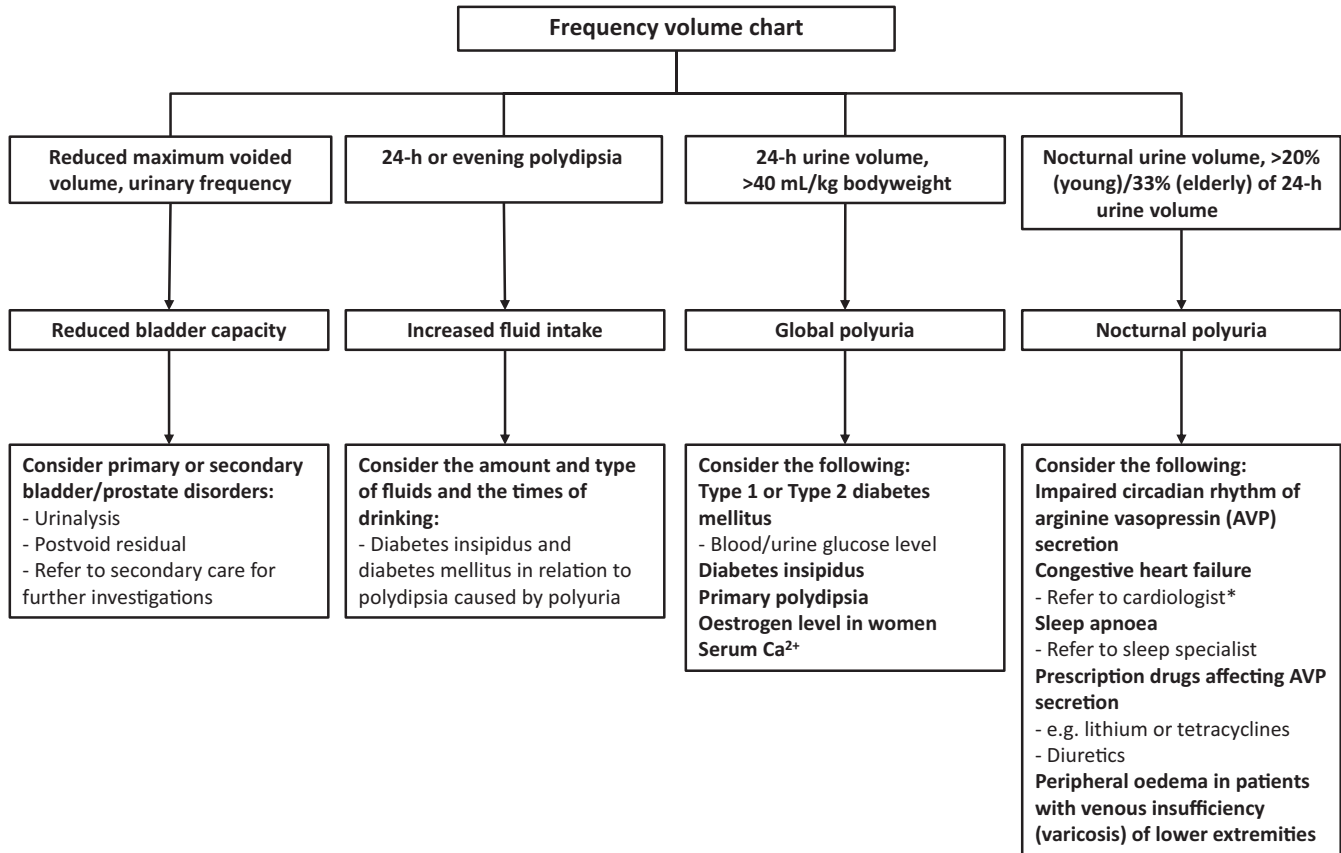 Frequency volume chart
Reduced maximum voided
volume, urinary frequency
24-h or evening polydipsia
24-h urine volume,
>40 mL/kg bodyweight
Nocturnal urine volume, >20%
(young)/33% (elderly) of 24-h
urine volume
Reduced bladder capacity
Increased fluid intake
Global polyuria
Nocturnal polyuria
Consider primary or secondary
bladder/prostate disorders:
- Urinalysis
- Postvoid residual
- Refer to secondary care for
further investigations
Consider the amount and type
of fluids and the times of
drinking:
- Diabetes insipidus and
diabetes mellitus in relation to
polydipsia caused by polyuria
Consider the following:
Type 1 or Type 2 diabetes
mellitus
- Blood/urine glucose level
Diabetes insipidus
Primary polydipsia
Oestrogen level in women
Serum Ca²⁺
Consider the following:
Impaired circadian rhythm of
arginine vasopressin (AVP)
secretion
Congestive heart failure
- Refer to cardiologist*
Sleep apnoea
- Refer to sleep specialist
Prescription drugs affecting AVP
secretion
- e.g. lithium or tetracyclines
- Diuretics
Peripheral oedema in patients
with venous insufficiency
(varicosis) of lower extremities